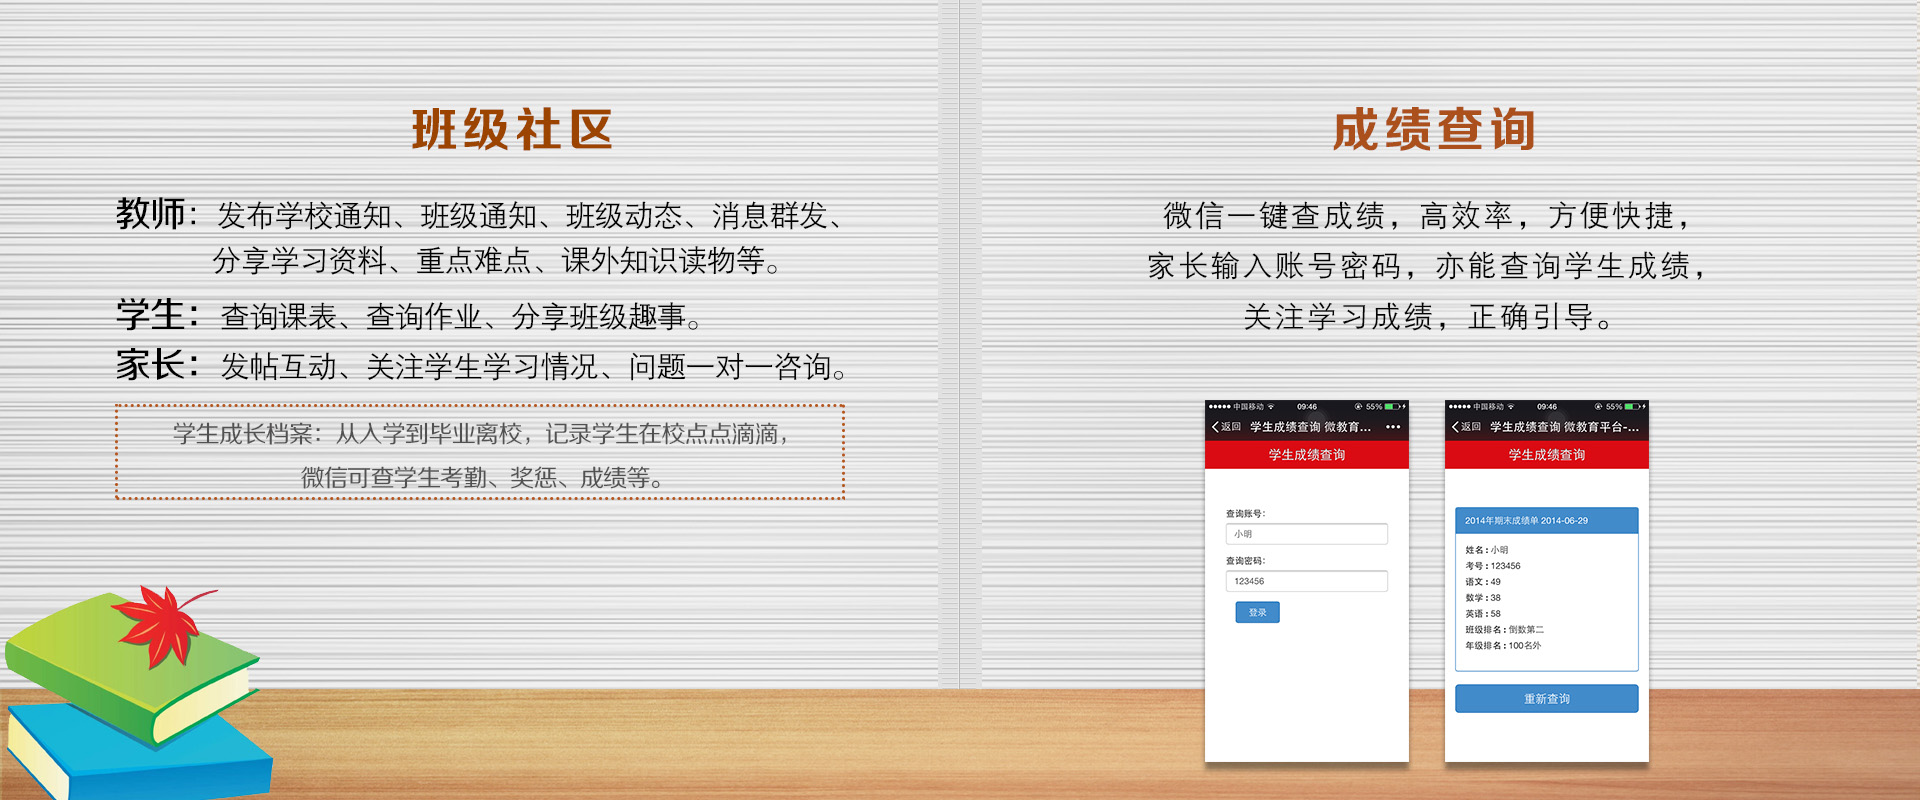 班级社区
教师：发布学校通知、班级通知、班级动态、消息群发、
分享学习资料、重点难点、课外知识读物等。
学生：查询课表、查询作业、分享班级趣事。
家长：发帖互动、关注学生学习情况、问题一对一咨询。
学生成长档案：从入学到毕业离校，记录学生在校点点滴滴，
微信可查学生考勤、奖惩、成绩等。
成绩查询
微信一键查成绩，高效率，方便快捷，
家长输入账号密码，亦能查询学生成绩，
关注学习成绩，正确引导。
中国移动 09:46 55%
返回 学生成绩查询 微教育...
学生成绩查询
查询账号：
小明
查询密码：
123456
登录
中国移动 09:46 55%
返回 学生成绩查询 微教育平台-...
学生成绩查询
2014年期末成绩单 2014-06-29
姓名：小明
考号：123456
语文：49
数学：38
英语：58
班级排名：倒数第二
年级排名：100名外
重新查询